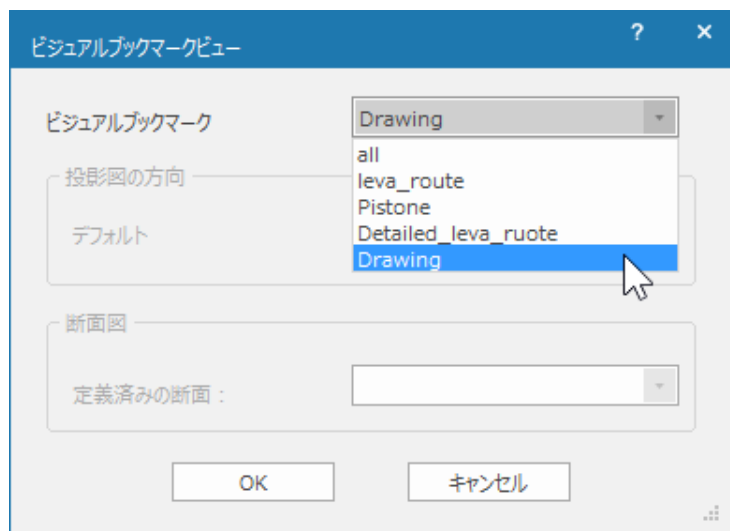 ビジュアルブックマークビュー
? ×
ビジュアルブックマーク
Drawing
all
leva_route
Pistone
Detailed_leva_ruote
Drawing
投影図の方向
デフォルト
断面図
定義済みの断面 :
OK
キャンセル